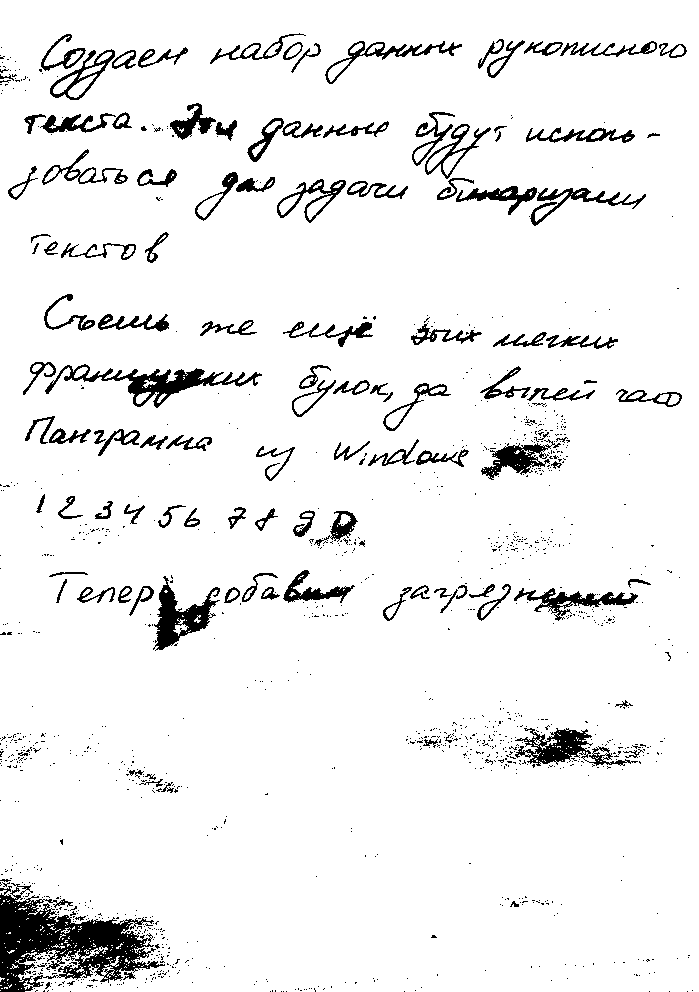 Создаем набор данных рукописного
текста. Эти данные будут исполь-
зоваться для задачи бинаризации
текстов
Съешь же ещё этих мягких
французских булок, да выпей чаю
Панграмма из Windows
1 2 3 4 5 6 7 8 9 0
Теперь добавим загрязнений